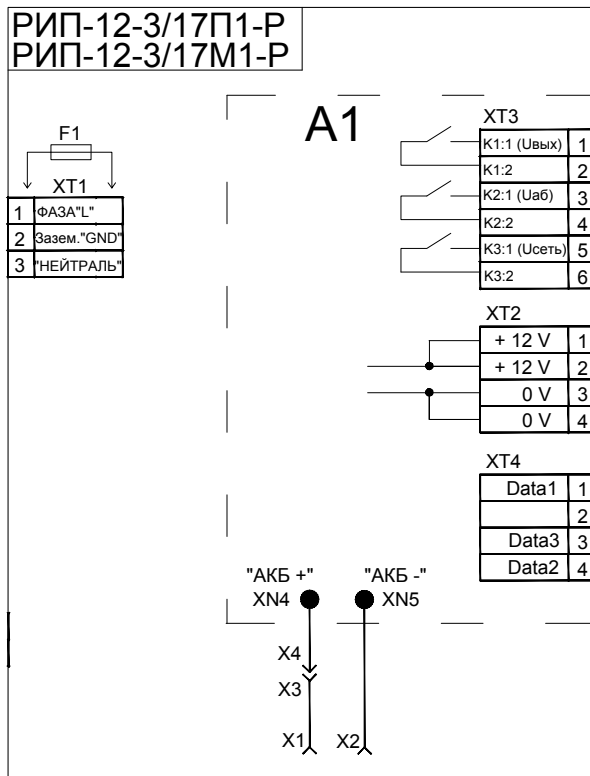 РИП-12-3/17П1-Р
РИП-12-3/17М1-Р
F1
XT1
1 ФАЗА"L"
2 Зазем."GND"
3 "НЕЙТРАЛЬ"
A1
XT3
K1:1 (Uвых) 1
K1:2 2
K2:1 (Uаб) 3
K2:2 4
K3:1 (Uсеть) 5
K3:2 6
XT2
+ 12 V 1
+ 12 V 2
0 V 3
0 V 4
XT4
Data1 1
2
Data3 3
Data2 4
"АКБ +" "АКБ -"
XN4 XN5
X4
X3
X1 X2